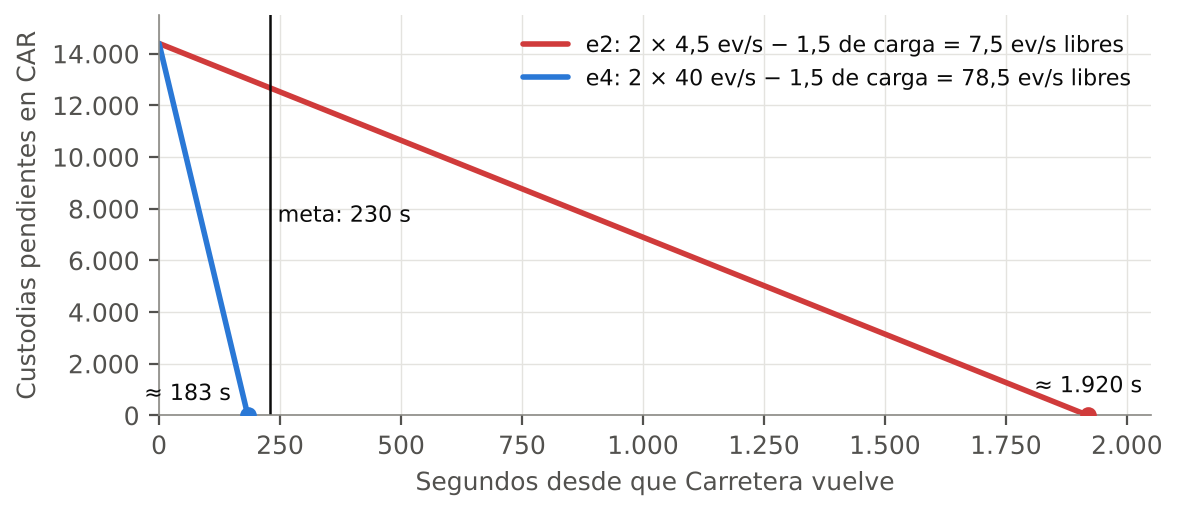 e2: 2 × 4,5 ev/s − 1,5 de carga = 7,5 ev/s libres
e4: 2 × 40 ev/s − 1,5 de carga = 78,5 ev/s libres
Custodias pendientes en CAR
14.000
12.000
10.000
8.000
6.000
4.000
2.000
0
meta: 230 s
≈ 183 s
≈ 1.920 s
0
250
500
750
1.000
1.250
1.500
1.750
2.000
Segundos desde que Carretera vuelve